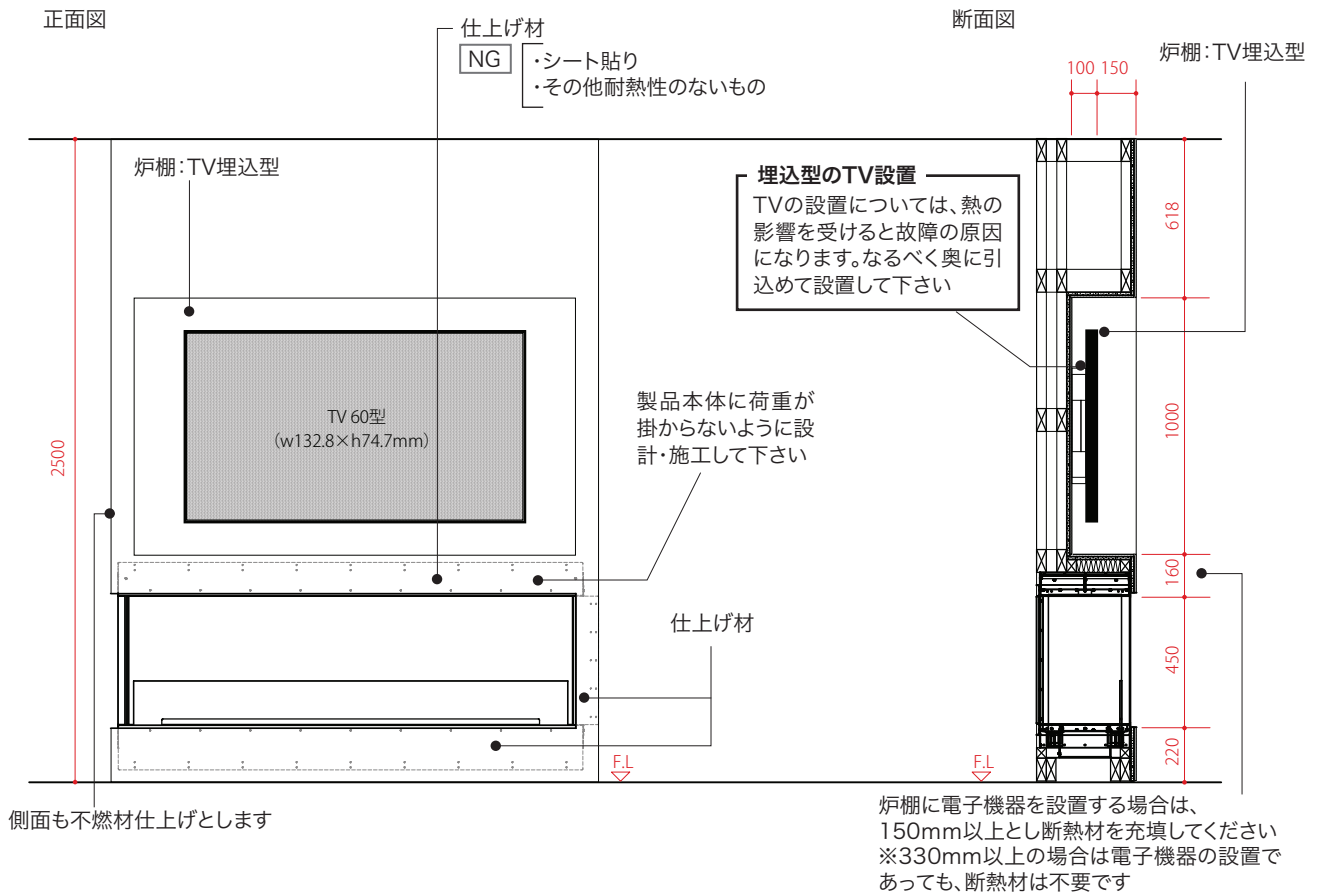 正面図
断面図
仕上げ材
NG
・シート貼り
・その他耐熱性のないもの
炉棚：TV埋込型
100
150
炉棚：TV埋込型
埋込型のTV設置
TVの設置については、熱の
影響を受けると故障の原因
になります。なるべく奥に引
込めて設置して下さい
618
TV 60型
（w132.8×h74.7mm）
2500
製品本体に荷重が
掛からないように設
計・施工して下さい
1000
160
仕上げ材
450
220
F.L
F.L
側面も不燃材仕上げとします
炉棚に電子機器を設置する場合は、
150mm以上とし断熱材を充填してください
※330mm以上の場合は電子機器の設置で
あっても、断熱材は不要です